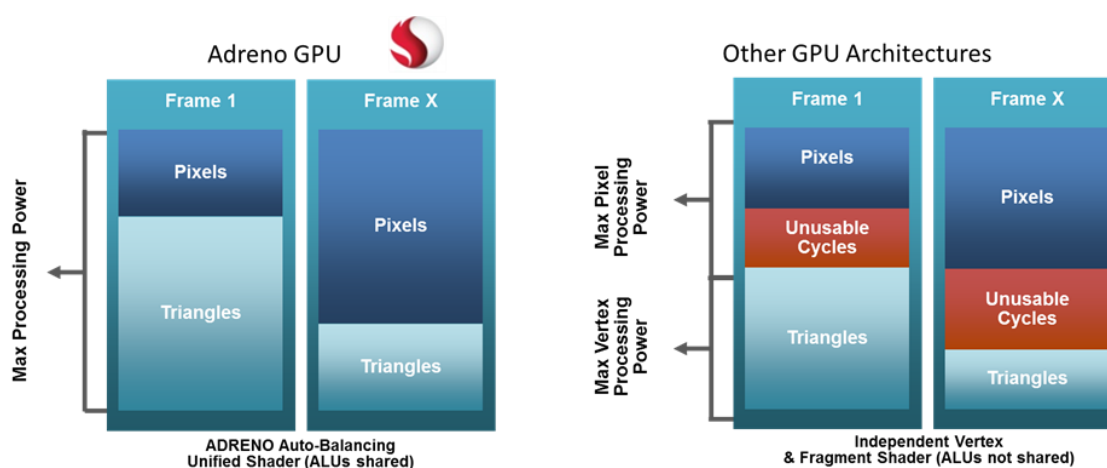 Adreno GPU
Frame 1
Frame X
Pixels
Pixels
Triangles
Triangles
Max Processing Power
ADRENO Auto-Balancing
Unified Shader (ALUs shared)
Other GPU Architectures
Frame 1
Frame X
Max Pixel
Processing
Power
Max Vertex
Processing
Power
Pixels
Unusable
Cycles
Triangles
Pixels
Unusable
Cycles
Triangles
Independent Vertex
& Fragment Shader (ALUs not shared)